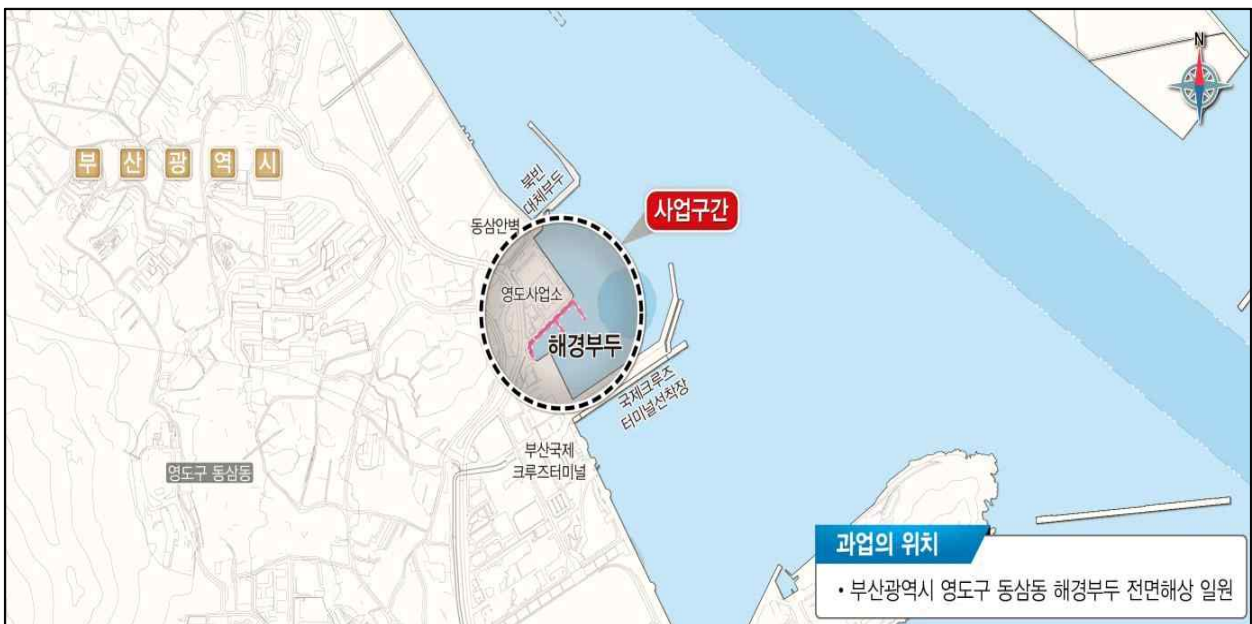 N
부산광역시
북빈
대체부두
사업구간
동삼안벽
영도사업소
해경부두
국제크루즈
터미널선착장
부산국제
크루즈터미널
영도구 동삼동
과업의 위치
• 부산광역시 영도구 동삼동 해경부두 전면해상 일원